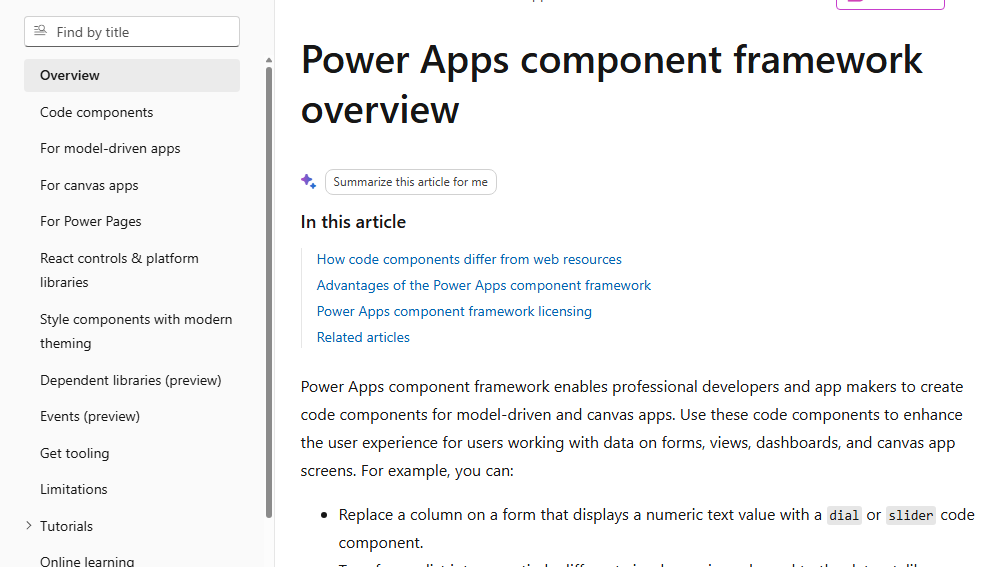 Find by title
Overview
Code components
For model-driven apps
For canvas apps
For Power Pages
React controls & platform
libraries
Style components with modern
theming
Dependent libraries (preview)
Events (preview)
Get tooling
Limitations
Tutorials
Online learning
Power Apps component framework
overview
Summarize this article for me
In this article
How code components differ from web resources
Advantages of the Power Apps component framework
Power Apps component framework licensing
Related articles
Power Apps component framework enables professional developers and app makers to create
code components for model-driven and canvas apps. Use these code components to enhance
the user experience for users working with data on forms, views, dashboards, and canvas app
screens. For example, you can:
• Replace a column on a form that displays a numeric text value with a dial or slider code
component.